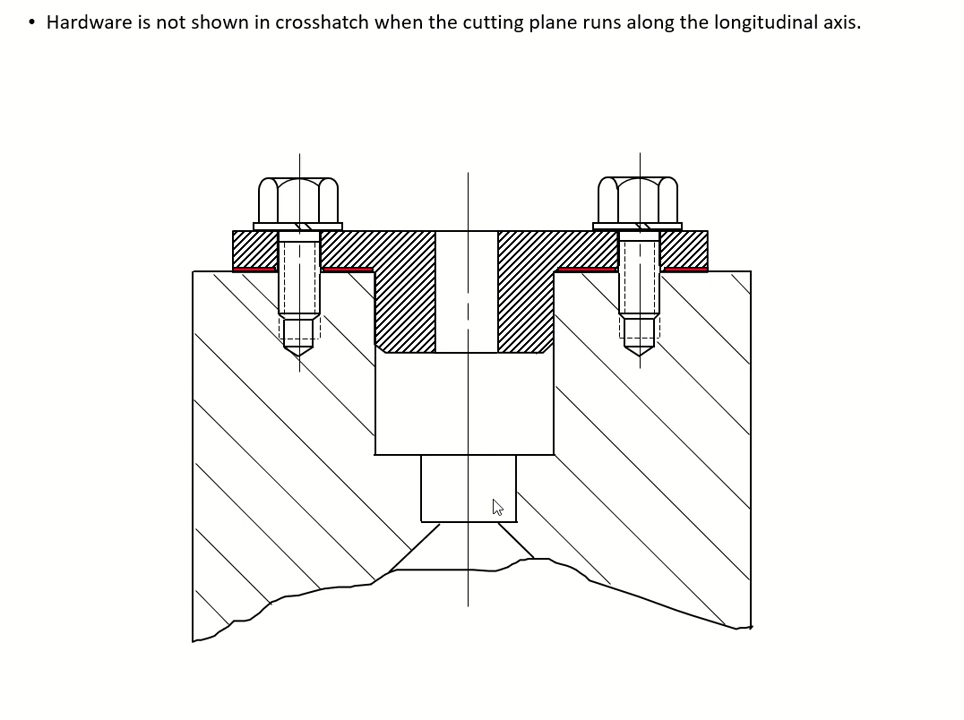 • Hardware is not shown in crosshatch when the cutting plane runs along the longitudinal axis.